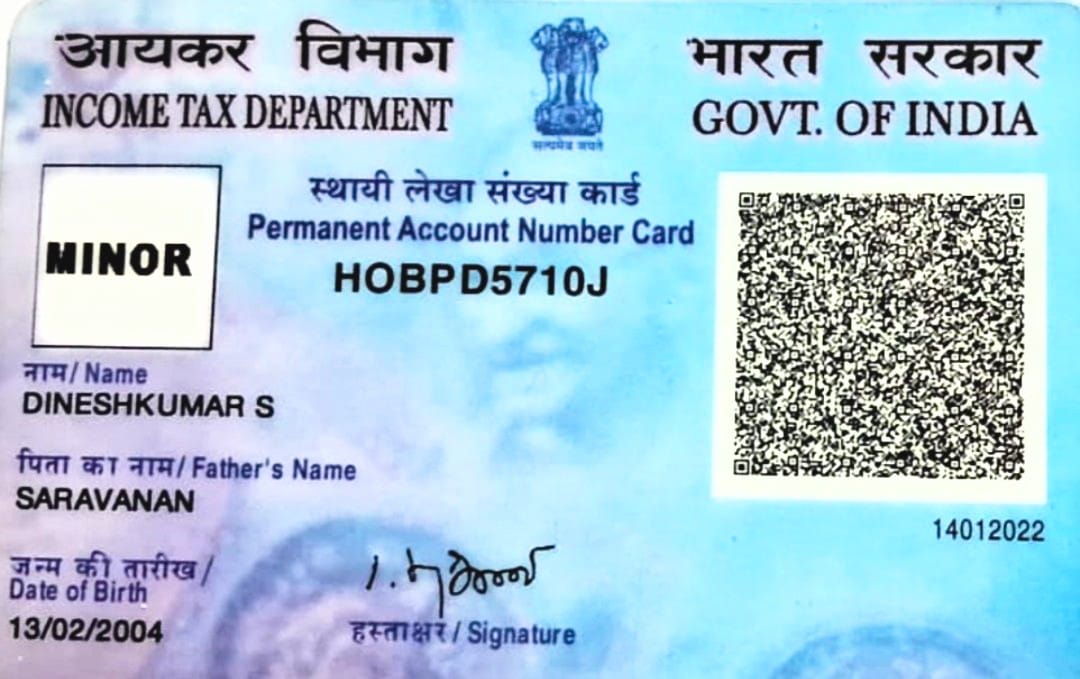 आयकर विभाग
INCOME TAX DEPARTMENT
सत्यमेव जयते
भारत सरकार
GOVT. OF INDIA
स्थायी लेखा संख्या कार्ड
Permanent Account Number Card
HOBPD5710J
MINOR
नाम/ Name
DINESHKUMAR S
पिता का नाम/ Father's Name
SARAVANAN
14012022
जन्म की तारीख/
Date of Birth
13/02/2004
हस्ताक्षर/ Signature